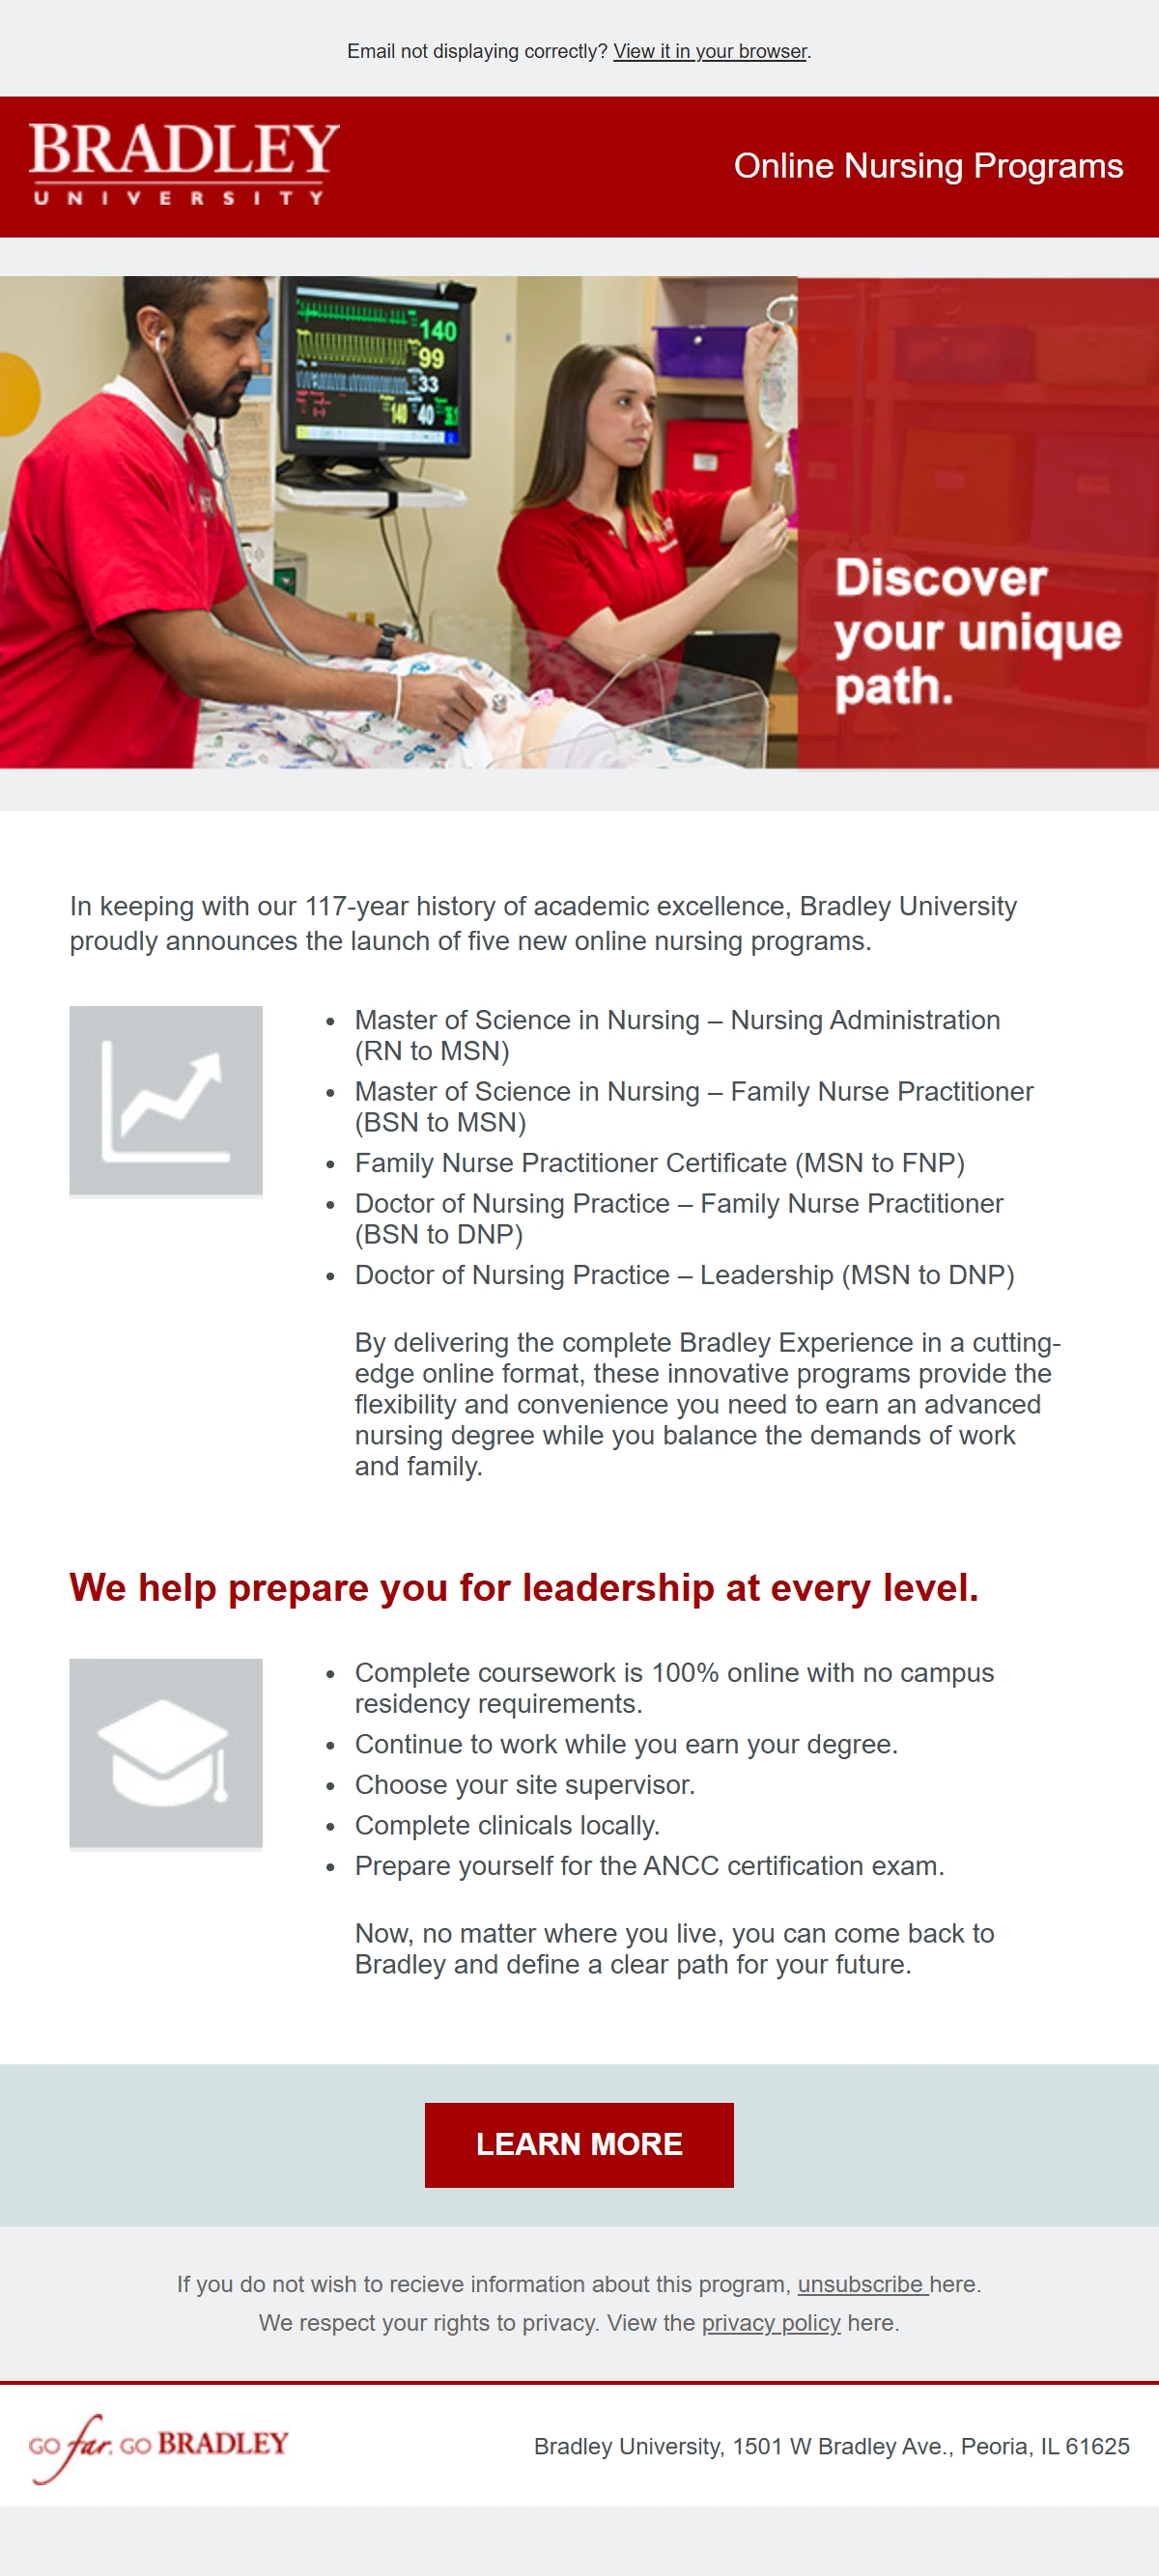 Email not displaying correctly? View it in your browser.
BRADLEY
UNIVERSITY
Online Nursing Programs
140
99
33
140 40
Discover
your unique
path.
In keeping with our 117-year history of academic excellence, Bradley University
proudly announces the launch of five new online nursing programs.
• Master of Science in Nursing – Nursing Administration
(RN to MSN)
• Master of Science in Nursing – Family Nurse Practitioner
(BSN to MSN)
• Family Nurse Practitioner Certificate (MSN to FNP)
• Doctor of Nursing Practice – Family Nurse Practitioner
(BSN to DNP)
• Doctor of Nursing Practice – Leadership (MSN to DNP)
By delivering the complete Bradley Experience in a cutting-
edge online format, these innovative programs provide the
flexibility and convenience you need to earn an advanced
nursing degree while you balance the demands of work
and family.
We help prepare you for leadership at every level.
• Complete coursework is 100% online with no campus
residency requirements.
• Continue to work while you earn your degree.
• Choose your site supervisor.
• Complete clinicals locally.
• Prepare yourself for the ANCC certification exam.
Now, no matter where you live, you can come back to
Bradley and define a clear path for your future.
LEARN MORE
If you do not wish to recieve information about this program, unsubscribe here.
We respect your rights to privacy. View the privacy policy here.
GO far. GO BRADLEY
Bradley University, 1501 W Bradley Ave., Peoria, IL 61625